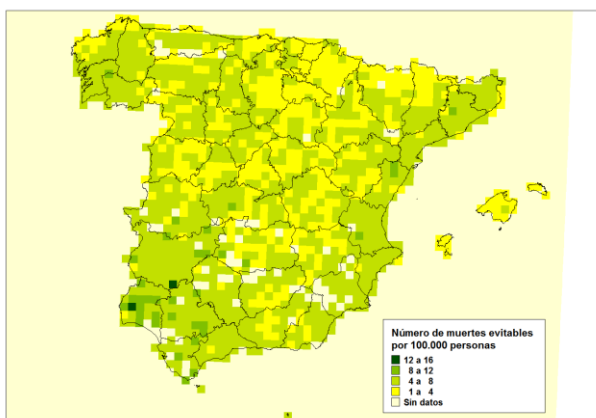 Número de muertes evitables
por 100.000 personas
12 a 16
8 a 12
4 a 8
1 a 4
Sin datos